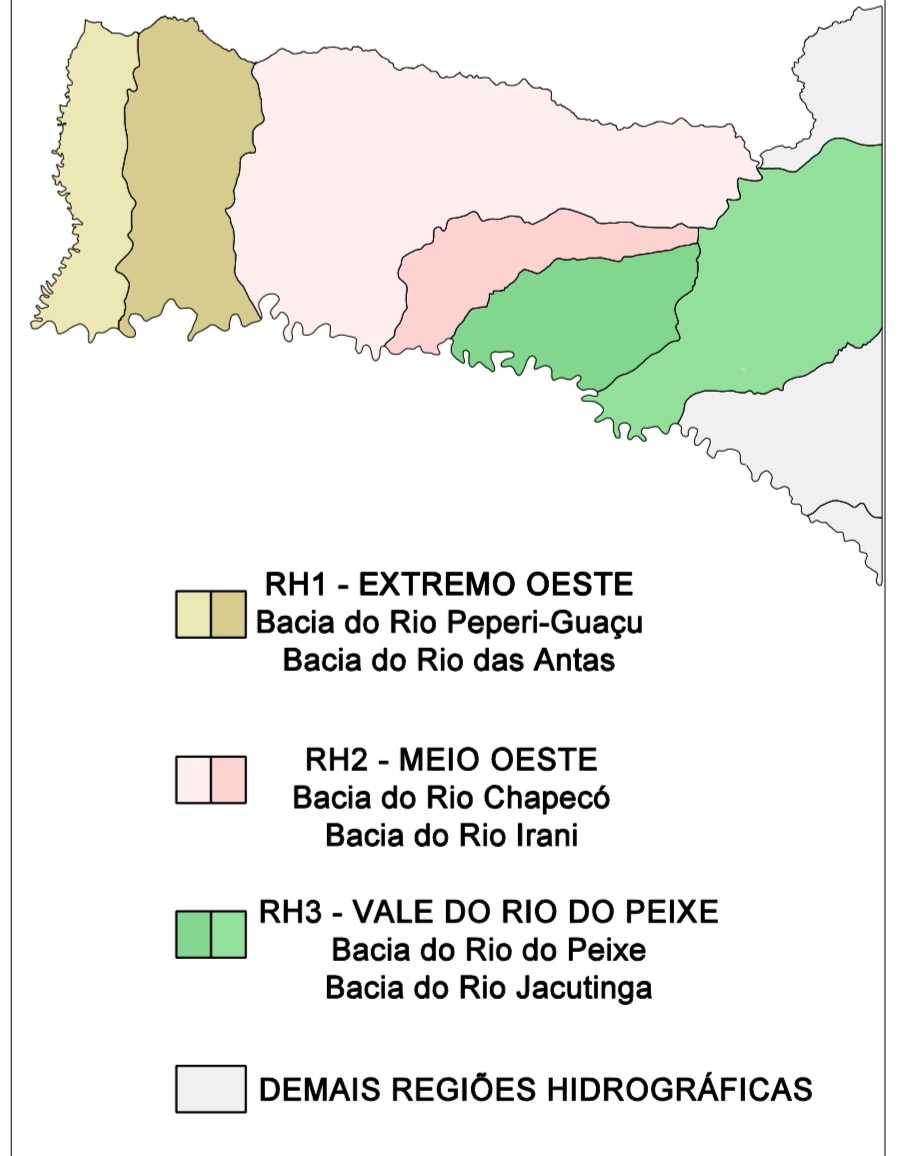 RH1 - EXTREMO OESTE
Bacia do Rio Peperi-Guaçu
Bacia do Rio das Antas
RH2 - MEIO OESTE
Bacia do Rio Chapecó
Bacia do Rio Irani
RH3 - VALE DO RIO DO PEIXE
Bacia do Rio do Peixe
Bacia do Rio Jacutinga
DEMAIS REGIÕES HIDROGRÁFICAS